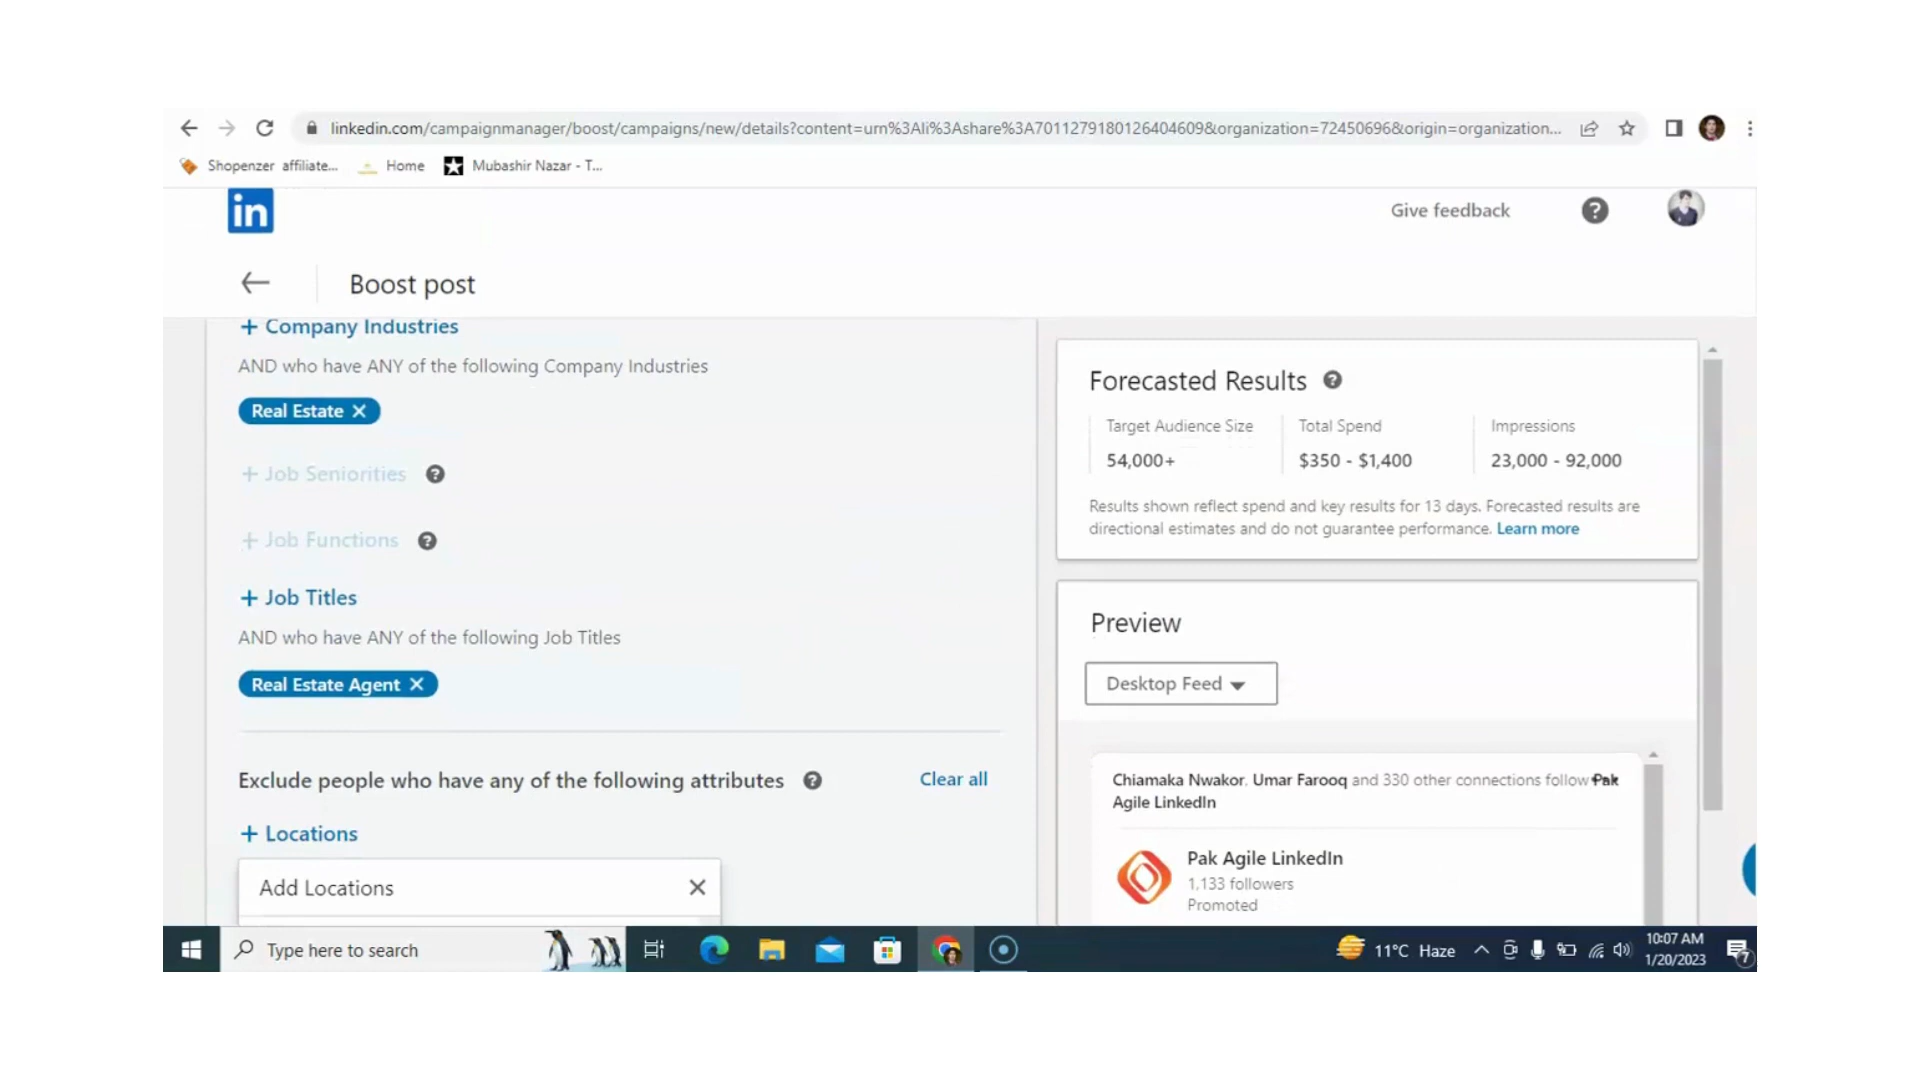 linkedin.com/campaignmanager/boost/campaigns/new/details?content=urn%3Ali%3Ashare%3A7011279180126404609&organization=72450696&origin=organization...
Shopenzer affiliate... Home Mubashir Nazar - T...
in Give feedback ?
Boost post
+ Company Industries
AND who have ANY of the following Company Industries
Real Estate ×
+ Job Seniorities ?
+ Job Functions ?
+ Job Titles
AND who have ANY of the following Job Titles
Real Estate Agent ×
Exclude people who have any of the following attributes ? Clear all
+ Locations
Add Locations ×
Forecasted Results ?
Target Audience Size Total Spend Impressions
54,000+ $350 - $1,400 23,000 - 92,000
Results shown reflect spend and key results for 13 days. Forecasted results are
directional estimates and do not guarantee performance. Learn more
Preview
Desktop Feed
Chiamaka Nwakor, Umar Farooq and 330 other connections follow Pak
Agile LinkedIn
Pak Agile LinkedIn
1,133 followers
Promoted
Type here to search 11°C Haze 10:07 AM
1/20/2023 7